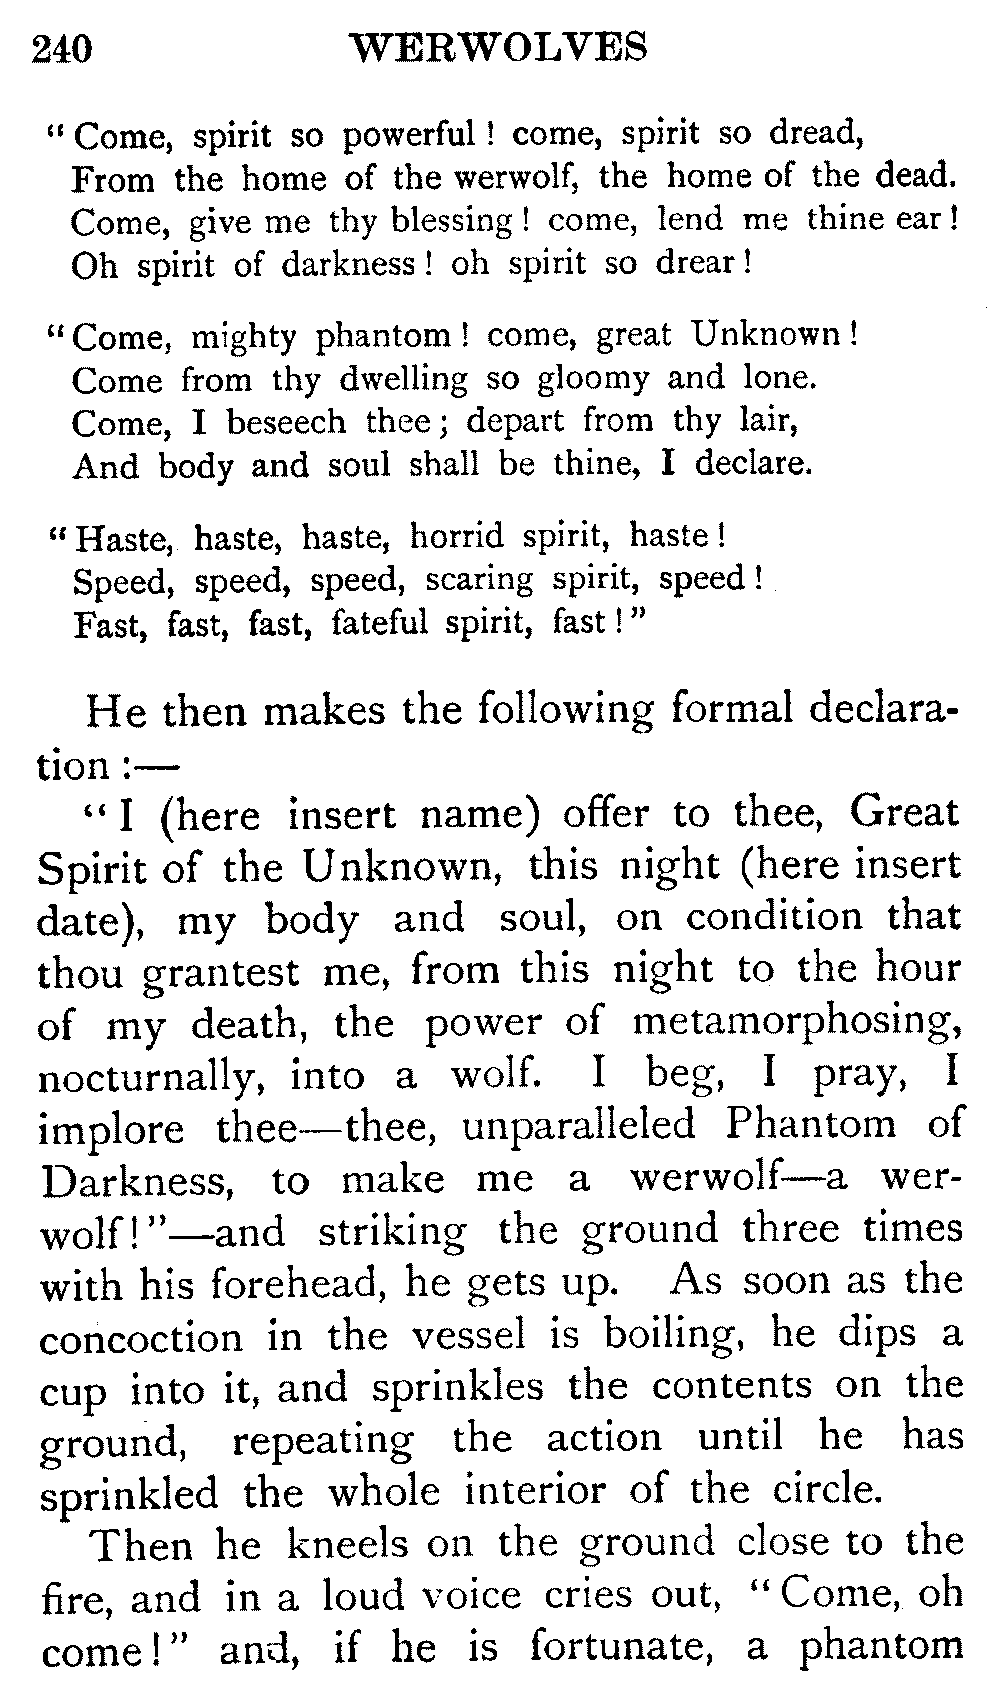 240 WERWOLVES
“Come, spirit so powerful! come, spirit so dread,
From the home of the werwolf, the home of the dead.
Come, give me thy blessing! come, lend me thine ear!
Oh spirit of darkness! oh spirit so drear!
“Come, mighty phantom! come, great Unknown!
Come from thy dwelling so gloomy and lone.
Come, I beseech thee; depart from thy lair,
And body and soul shall be thine, I declare.
“Haste, haste, haste, horrid spirit, haste!
Speed, speed, speed, scaring spirit, speed!
Fast, fast, fast, fateful spirit, fast!”
He then makes the following formal declara-
tion:—
“I (here insert name) offer to thee, Great
Spirit of the Unknown, this night (here insert
date), my body and soul, on condition that
thou grantest me, from this night to the hour
of my death, the power of metamorphosing,
nocturnally, into a wolf. I beg, I pray, I
implore thee—thee, unparalleled Phantom of
Darkness, to make me a werwolf—a wer-
wolf!”—and striking the ground three times
with his forehead, he gets up. As soon as the
concoction in the vessel is boiling, he dips a
cup into it, and sprinkles the contents on the
ground, repeating the action until he has
sprinkled the whole interior of the circle.
Then he kneels on the ground close to the
fire, and in a loud voice cries out, “Come, oh
come!” and, if he is fortunate, a phantom